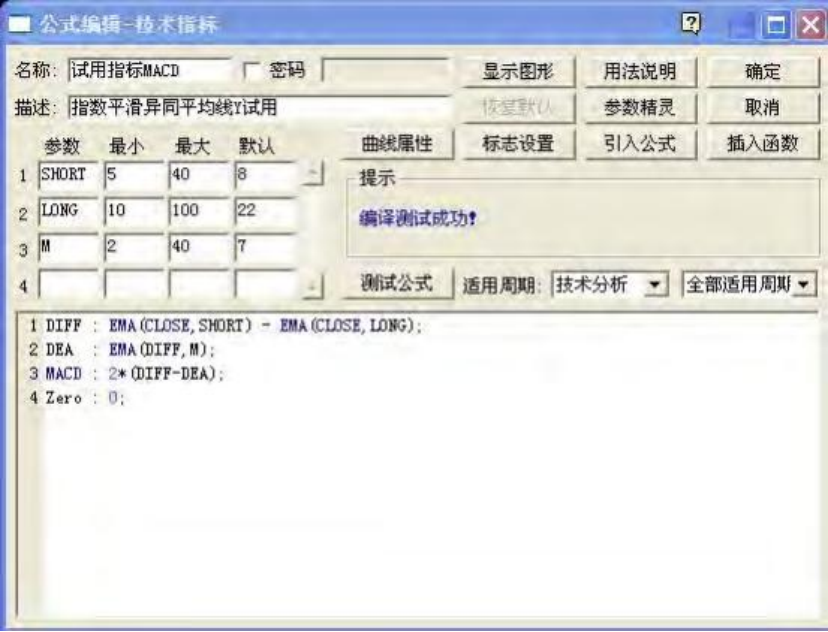 公式编辑-技术指标
名称: 试用指标MACD 密码 显示图形 用法说明 确定
描述: 指数平滑异同平均线Y试用 恢复默认 参数精灵 取消
参数 最小 最大 默认 曲线属性 标志设置 引入公式 插入函数
1 SHORT 5 40 8 提示
2 LONG 10 100 22 编译测试成功!
3 M 2 40 7
4 测试公式 适用周期: 技术分析 全部适用周期
1 DIFF : EMA(CLOSE,SHORT) - EMA(CLOSE,LONG);
2 DEA : EMA(DIFF,M);
3 MACD : 2*(DIFF-DEA);
4 Zero : 0;